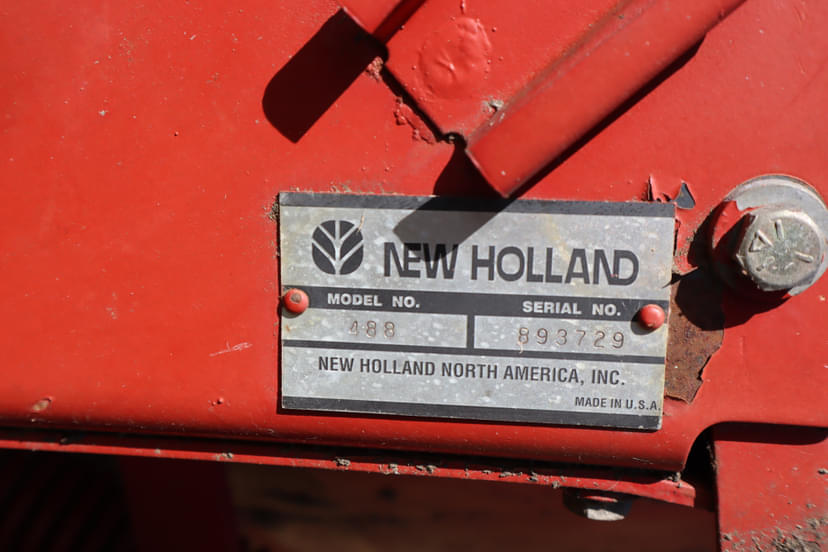 NEW HOLLAND
MODEL NO. SERIAL NO.
488 893729
NEW HOLLAND NORTH AMERICA, INC.
MADE IN U.S.A.